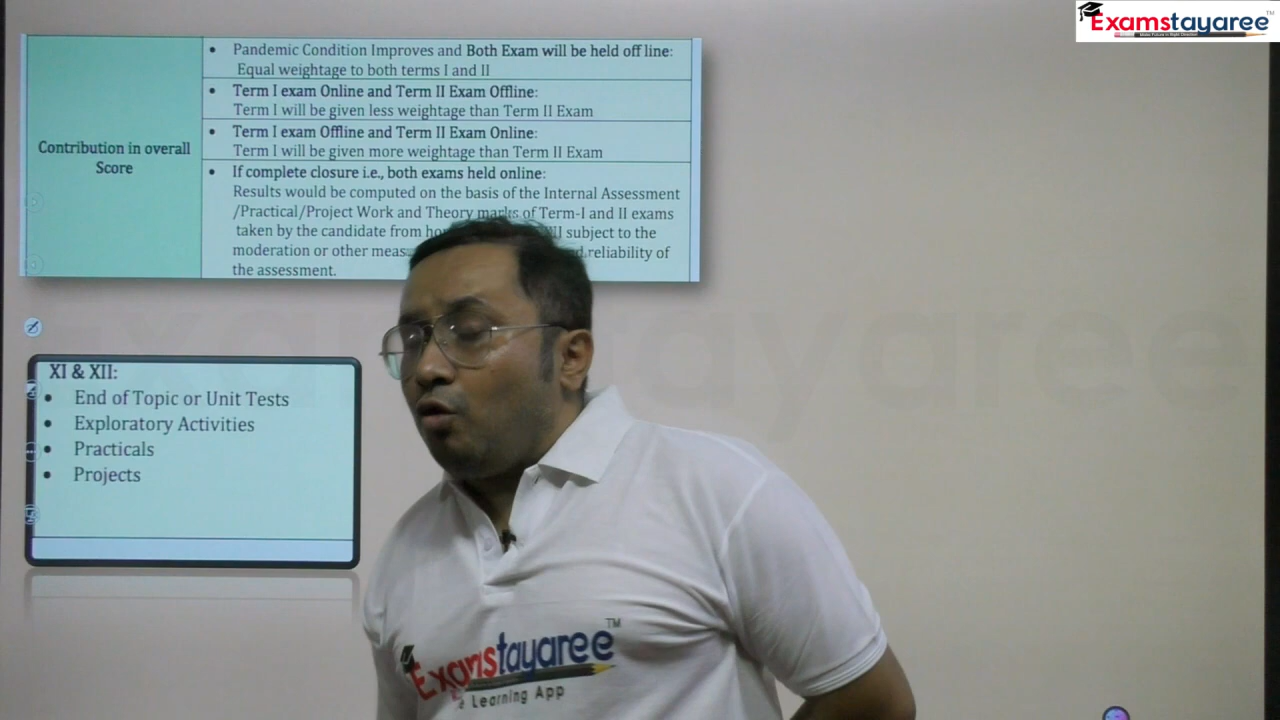 Examstayaree
TM
• Pandemic Condition Improves and Both Exam will be held off line:
Equal weightage to both terms I and II
• Term I exam Online and Term II Exam Offline:
Term I will be given less weightage than Term II Exam
• Term I exam Offline and Term II Exam Online:
Term I will be given more weightage than Term II Exam
Contribution in overall
Score
• If complete closure i.e., both exams held online:
Results would be computed on the basis of the Internal Assessment
/Practical/Project Work and Theory marks of Term-I and II exams
taken by the candidate from subject to the
moderation or other reliability of
the assessment.
XI & XII:
• End of Topic or Unit Tests
• Exploratory Activities
• Practicals
• Projects
Examstayaree
TM
Learning App